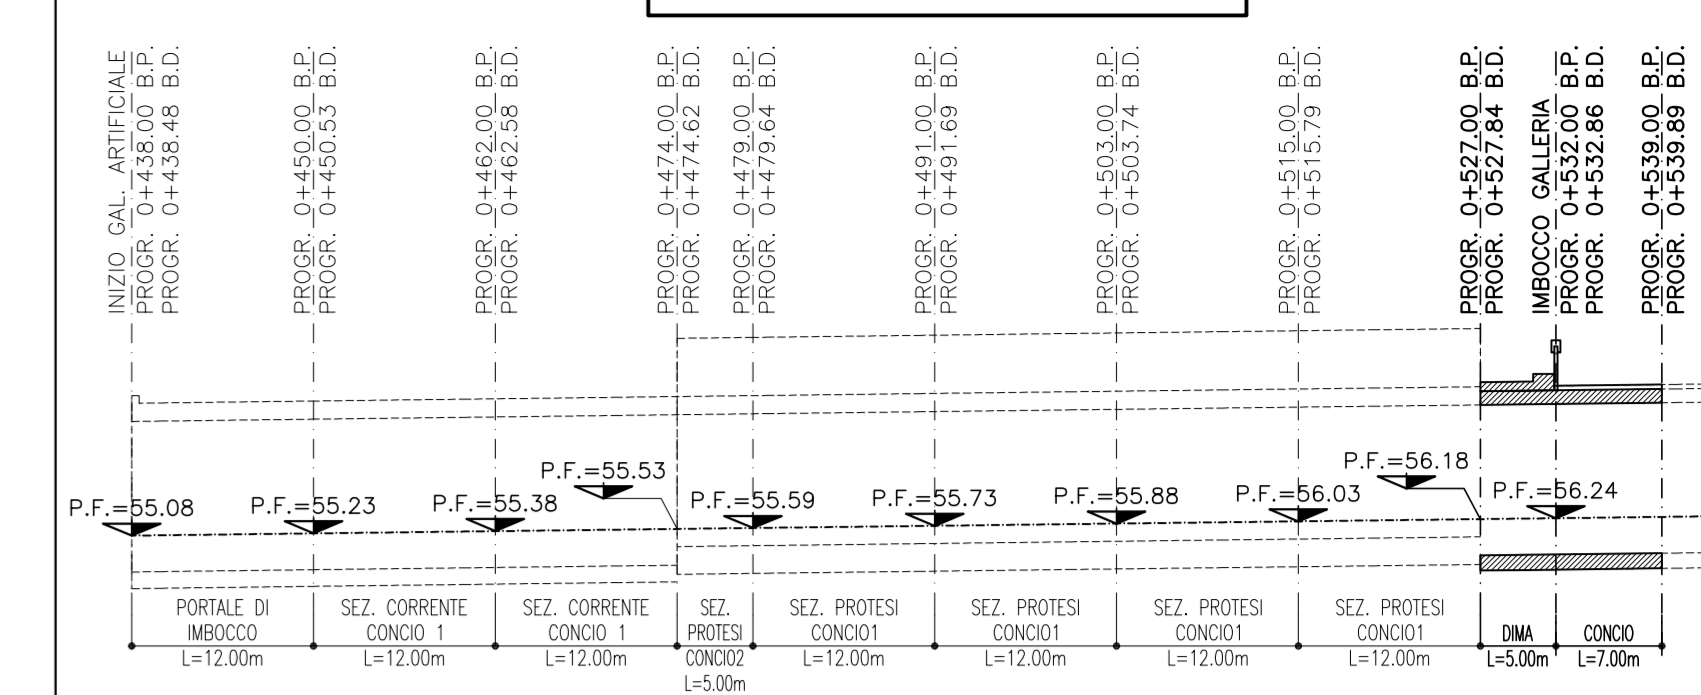 INIZIO GAL. ARTIFICIALE
PROGR. 0+438.00 B.P.
PROGR. 0+438.48 B.D.
PROGR. 0+450.00 B.P.
PROGR. 0+450.53 B.D.
PROGR. 0+462.00 B.P.
PROGR. 0+462.58 B.D.
PROGR. 0+474.00 B.P.
PROGR. 0+474.62 B.D.
PROGR. 0+479.00 B.P.
PROGR. 0+479.64 B.D.
PROGR. 0+491.00 B.P.
PROGR. 0+491.69 B.D.
PROGR. 0+503.00 B.P.
PROGR. 0+503.74 B.D.
PROGR. 0+515.00 B.P.
PROGR. 0+515.79 B.D.
PROGR. 0+527.00 B.P.
PROGR. 0+527.84 B.D.
IMBOCCO GALLERIA
PROGR. 0+532.00 B.P.
PROGR. 0+532.86 B.D.
PROGR. 0+539.00 B.P.
PROGR. 0+539.89 B.D.
P.F.=55.08
P.F.=55.23
P.F.=55.38
P.F.=55.53
P.F.=55.59
P.F.=55.73
P.F.=55.88
P.F.=56.03
P.F.=56.18
P.F.=56.24
PORTALE DI
IMBOCCO
L=12.00m
SEZ. CORRENTE
CONCIO 1
L=12.00m
SEZ. CORRENTE
CONCIO 1
L=12.00m
SEZ.
PROTESI
CONCIO2
L=5.00m
SEZ. PROTESI
CONCIO1
L=12.00m
SEZ. PROTESI
CONCIO1
L=12.00m
SEZ. PROTESI
CONCIO1
L=12.00m
SEZ. PROTESI
CONCIO1
L=12.00m
DIMA
L=5.00m
CONCIO
L=7.00m